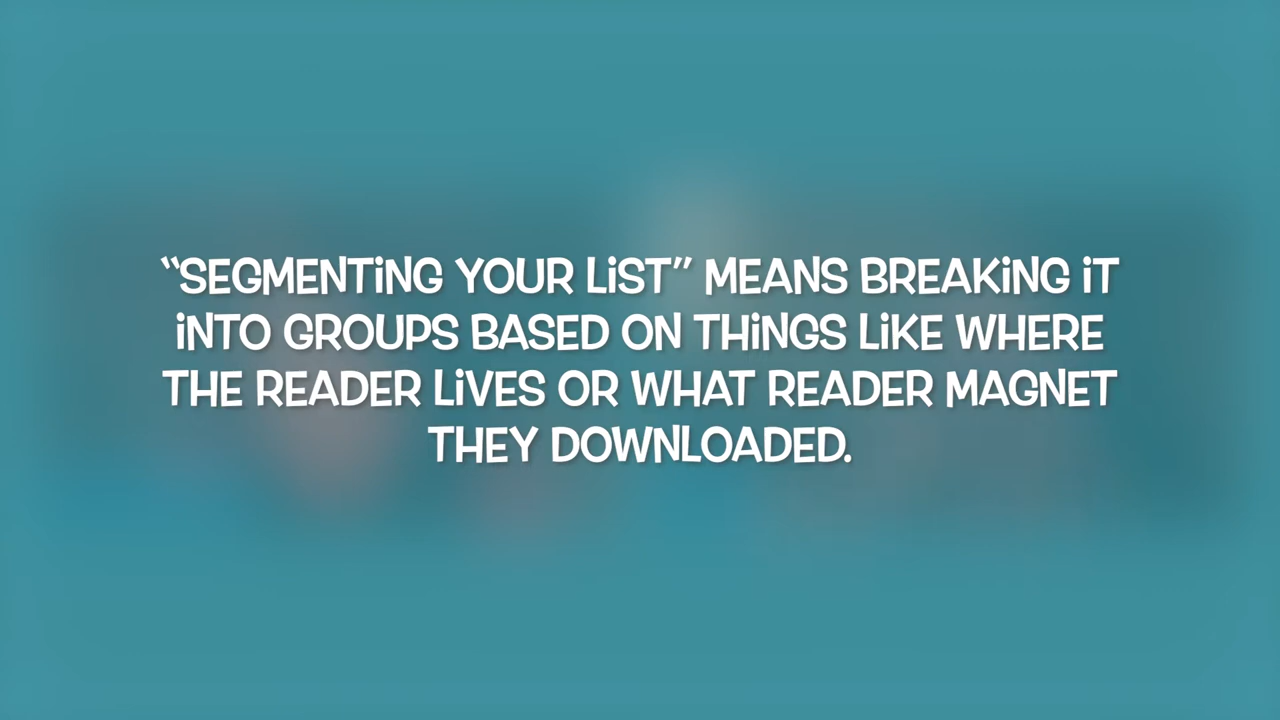 “SEGMENTiNG YOUR LiST” MEANS BREAKiNG iT
iNTO GROUPS BASED ON THiNGS LiKE WHERE
THE READER LiVES OR WHAT READER MAGNET
THEY DOWNLOADED.